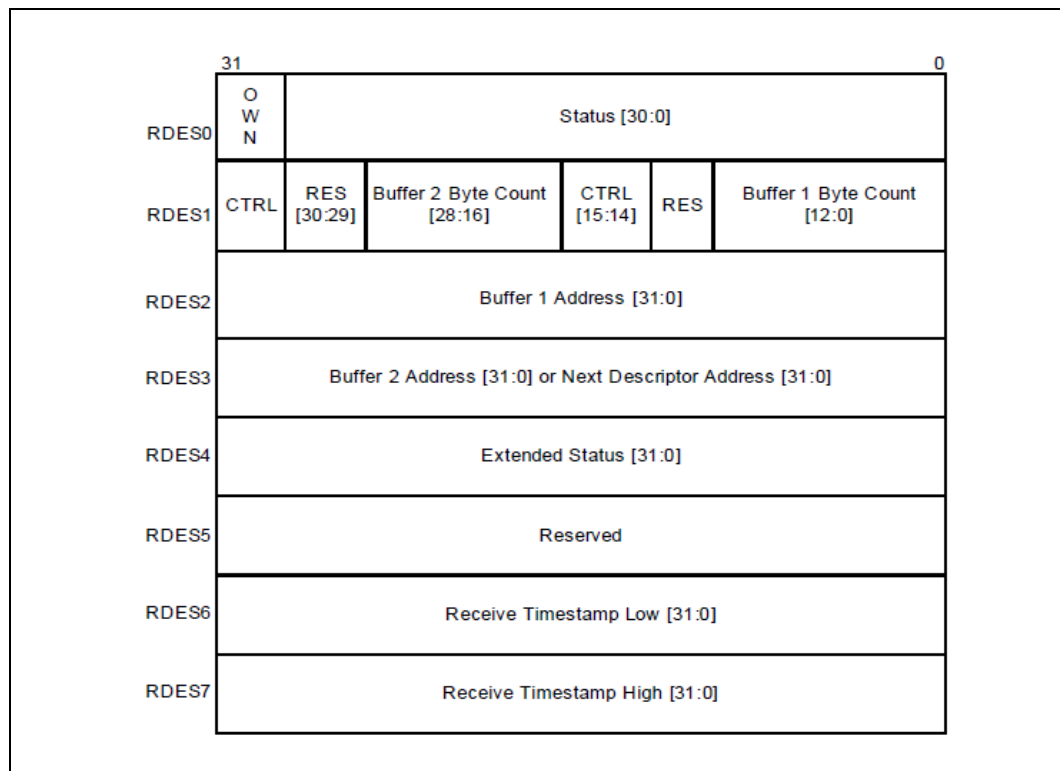 31 0
O
W
N
RDES0
Status [30:0]
RDES1
CTRL
RES
[30:29]
Buffer 2 Byte Count
[28:16]
CTRL
[15:14]
RES
Buffer 1 Byte Count
[12:0]
RDES2
Buffer 1 Address [31:0]
RDES3
Buffer 2 Address [31:0] or Next Descriptor Address [31:0]
RDES4
Extended Status [31:0]
RDES5
Reserved
RDES6
Receive Timestamp Low [31:0]
RDES7
Receive Timestamp High [31:0]